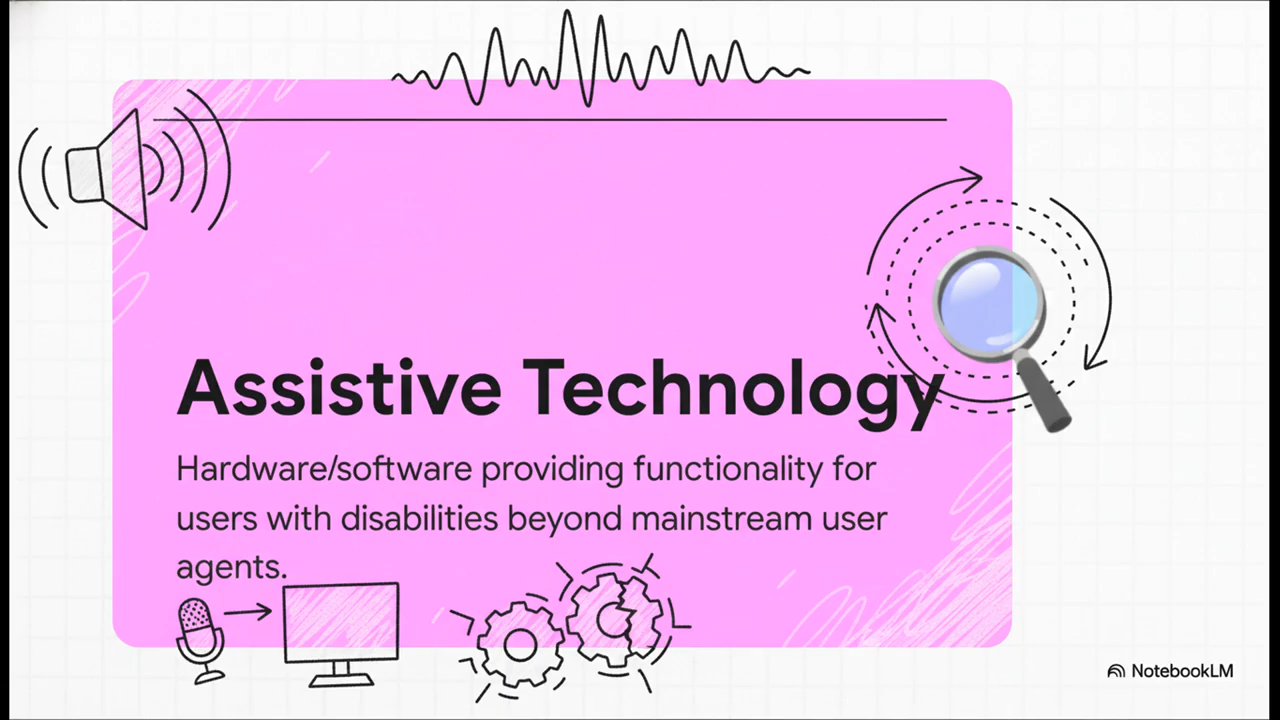 Assistive Technology
Hardware/software providing functionality for
users with disabilities beyond mainstream user
agents.
NotebookLM